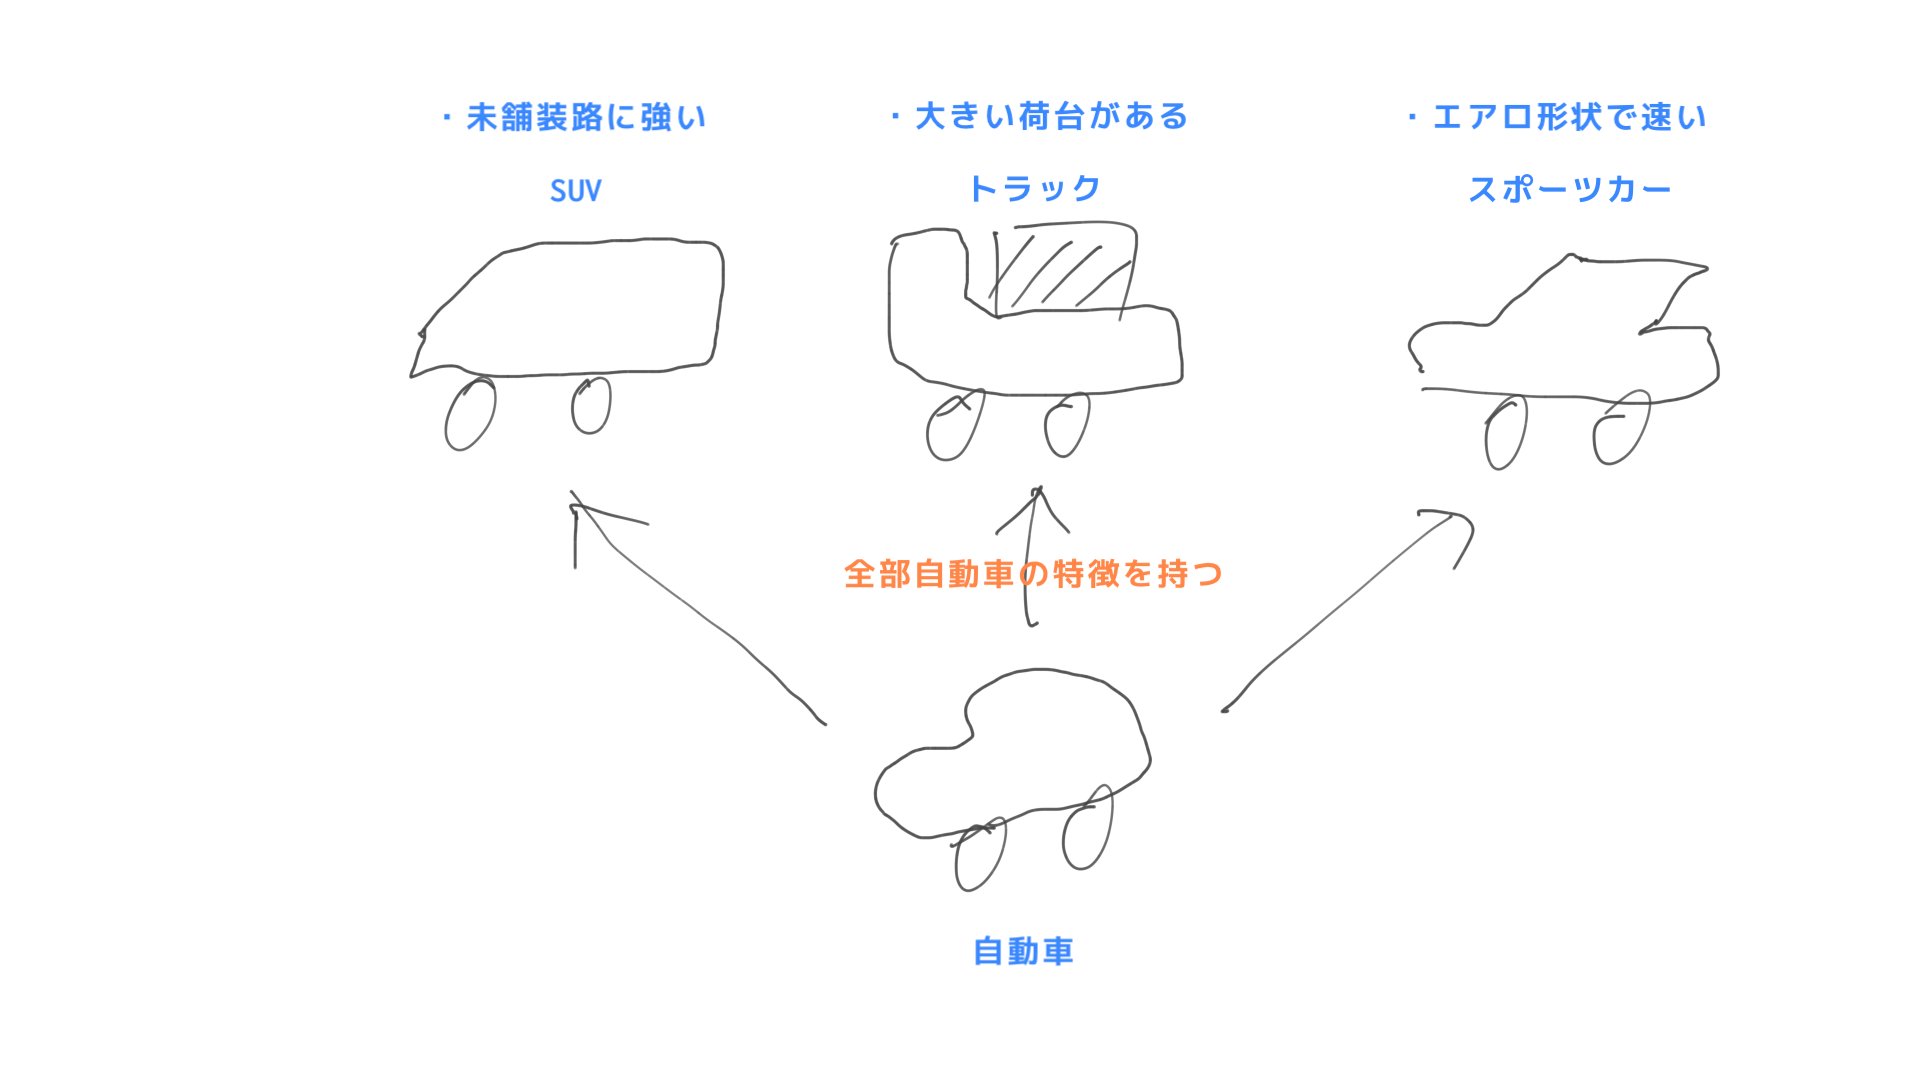 ・未舗装路に強い
・大きい荷台がある
・エアロ形状で速い
SUV
トラック
スポーツカー
全部自動車の特徴を持つ
自動車